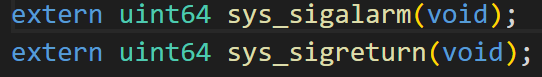 extern uint64 sys_sigalarm(void);
extern uint64 sys_sigreturn(void);